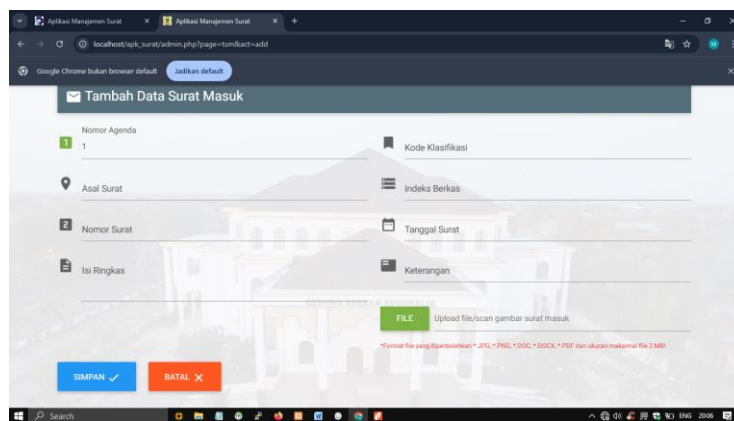 Aplikasi Manajemen Surat
Aplikasi Manajemen Surat
localhost/apk_surat/admin.php?page=tsm&act=add
Google Chrome bukan browser default
Jadikan default
Tambah Data Surat Masuk
Nomor Agenda
1
1
Kode Klasifikasi
Asal Surat
Indeks Berkas
2
Nomor Surat
Tanggal Surat
Isi Ringkas
Keterangan
FILE
Upload file/scan gambar surat masuk
*Format file yang diperbolehkan *.JPG, *.PNG, *.DOC, *.DOCX, *.PDF dan ukuran maksimal file 2 MB!
SIMPAN
BATAL
Search
ENG
2006